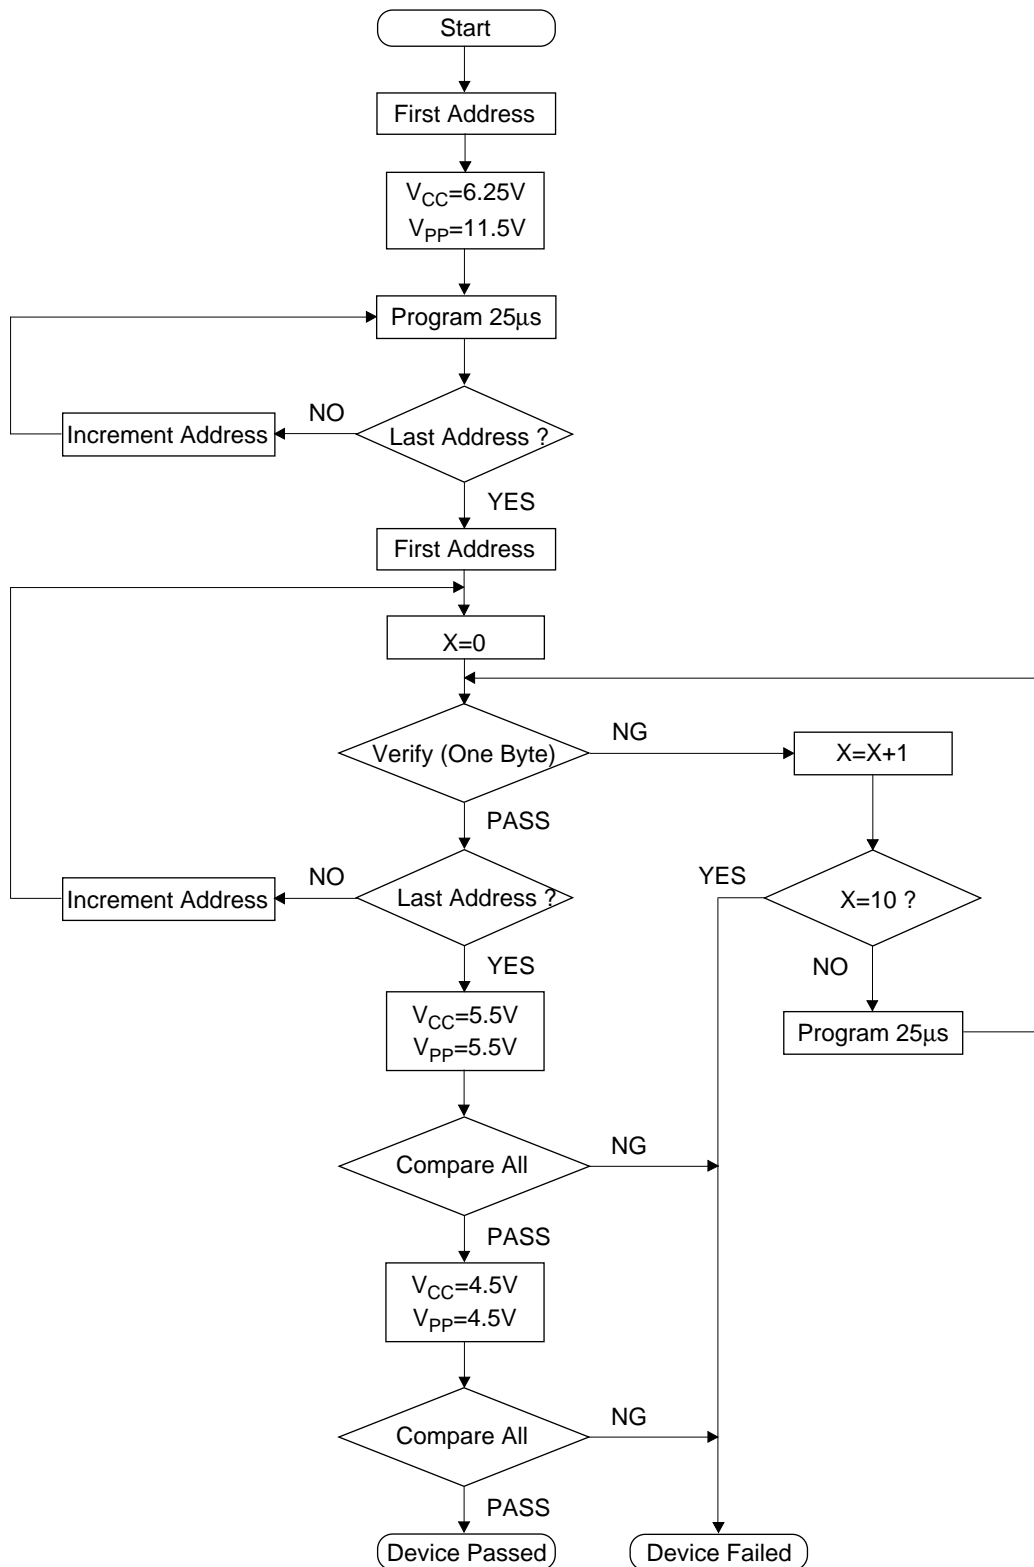 Start
First Address
VCC=6.25V
VPP=11.5V
Program 25μs
Last Address ?
NO
Increment Address
YES
First Address
X=0
Verify (One Byte)
NG
X=X+1
PASS
Last Address ?
NO
Increment Address
YES
X=10 ?
YES
NO
Program 25μs
VCC=5.5V
VPP=5.5V
Compare All
NG
PASS
VCC=4.5V
VPP=4.5V
Compare All
NG
PASS
Device Passed
Device Failed